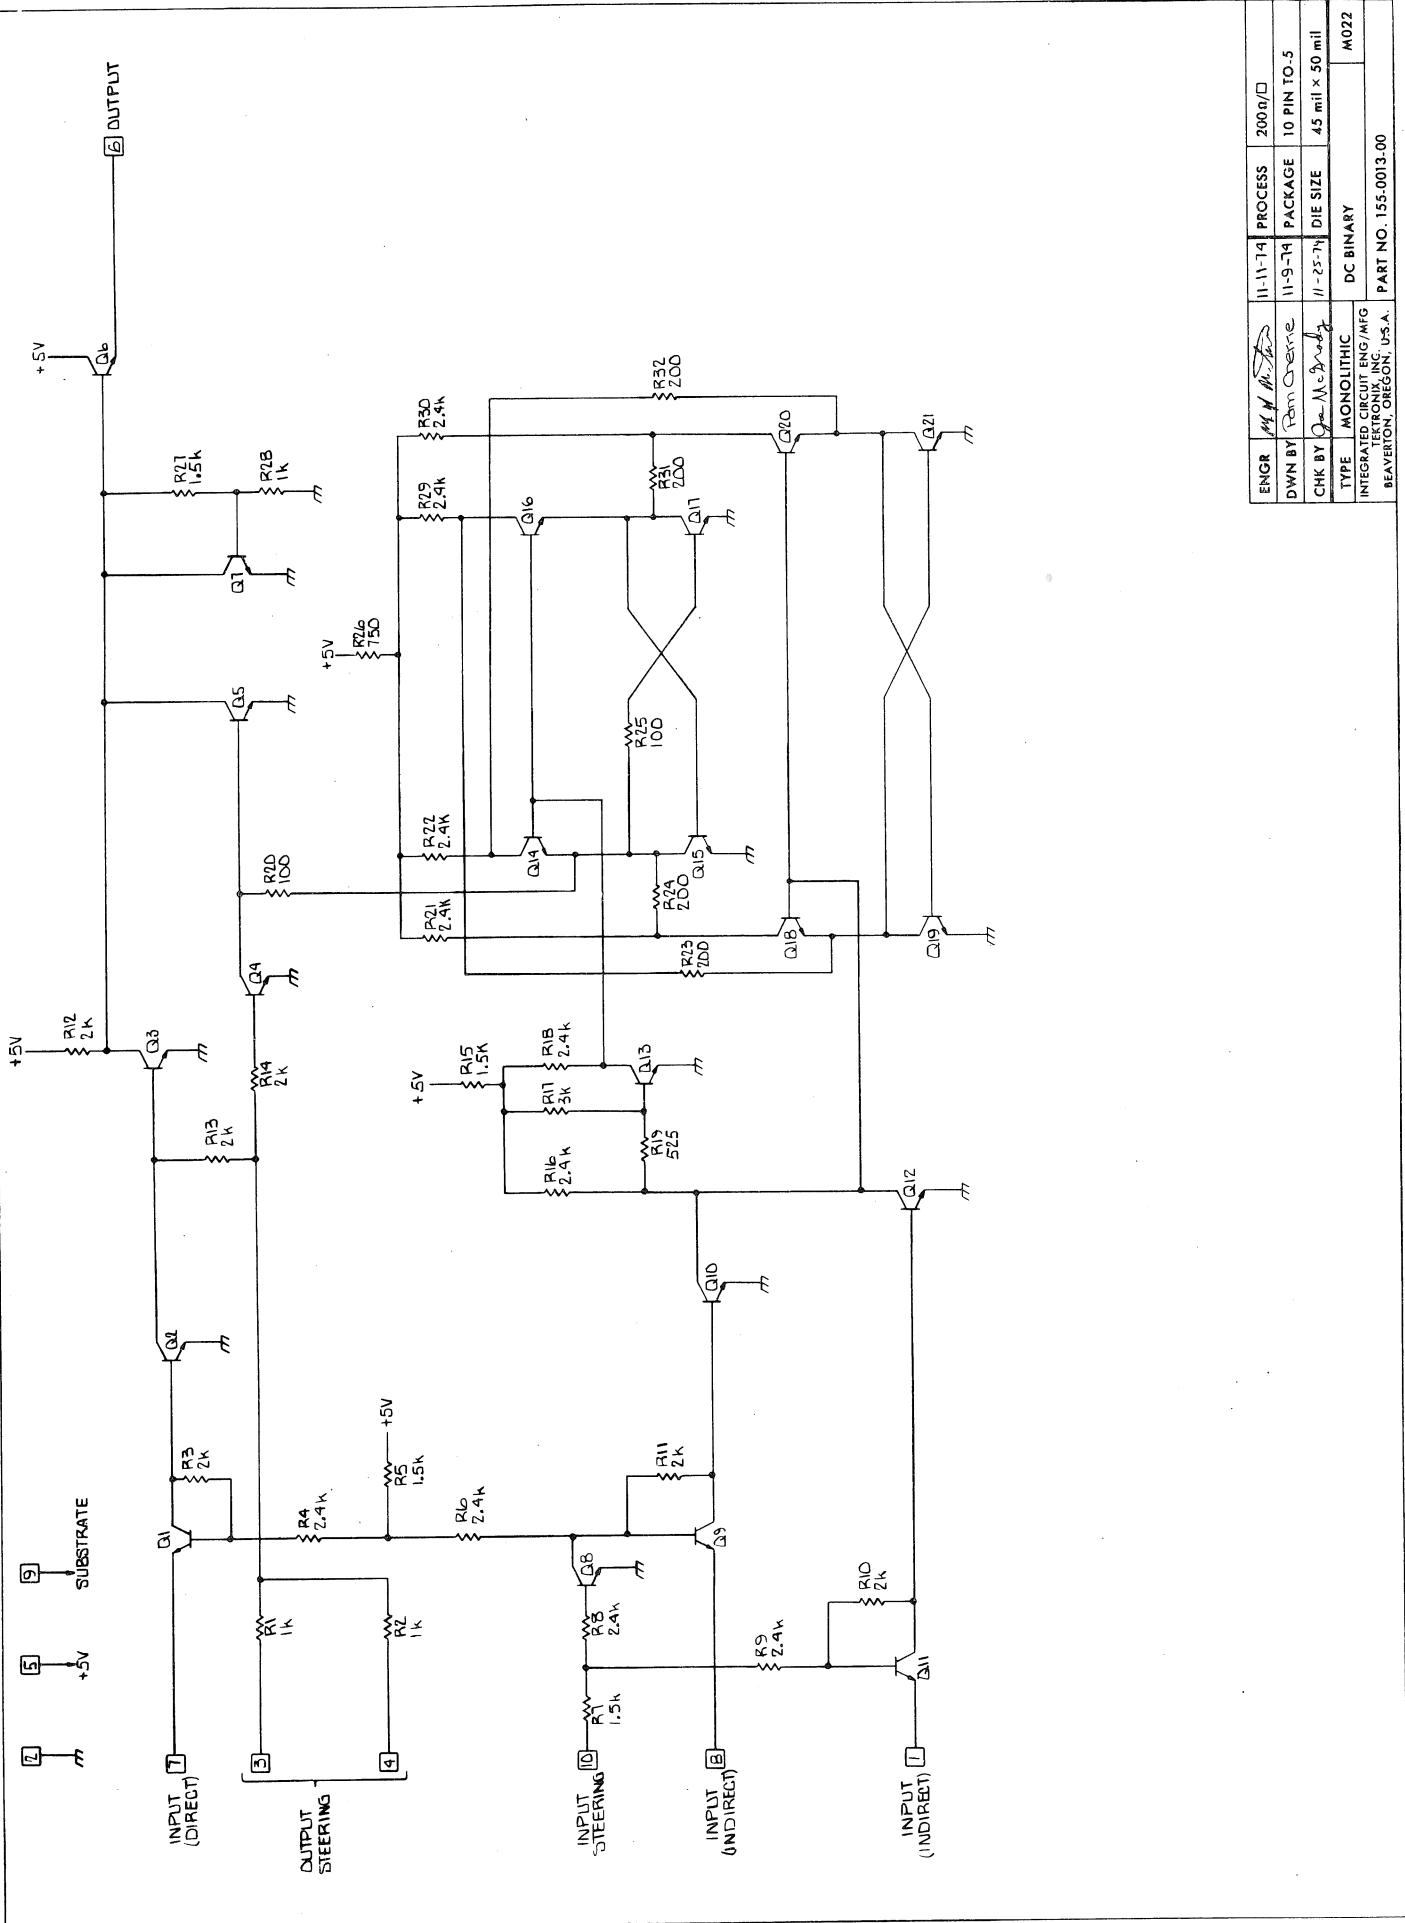 2
5
+5V
9
SUBSTRATE
7
INPUT
(DIRECT)
3
4
OUTPUT
STEERING
10
INPUT
STEERING
8
INPUT
(INDIRECT)
1
INPUT
(INDIRECT)
R1
1k
R2
1k
Q1
R3
2k
R4
2.4k
R5
1.5k
+5V
R6
2.4k
R7
1.5k
R8
2.4k
Q8
R9
2.4k
R10
2k
Q11
Q9
R11
2k
Q2
Q10
Q12
R13
2k
R14
2k
+5V
R12
2k
Q3
Q4
R16
2.4k
R19
525
R17
3k
+5V
R15
1.5K
R18
2.4k
Q13
R20
100
Q5
R23
200
R21
2.4K
R24
200
Q18
Q19
R22
2.4K
Q14
Q15
R25
100
+5V
R26
750
Q7
R27
1.5k
R28
1k
R29
2.4k
Q16
Q17
R30
2.4k
R31
200
R32
200
Q20
Q21
+5V
Q6
6 OUTPUT
ENGR 11-11-74 PROCESS 200Ω/□
DWN BY Pam Cherrie 11-9-74 PACKAGE 10 PIN TO-5
CHK BY 11-25-74 DIE SIZE 45 mil x 50 mil
TYPE MONOLITHIC DC BINARY M022
INTEGRATED CIRCUIT ENG/MFG
TEKTRONIX, INC.
BEAVERTON, OREGON, U.S.A.
PART NO. 155-0013-00